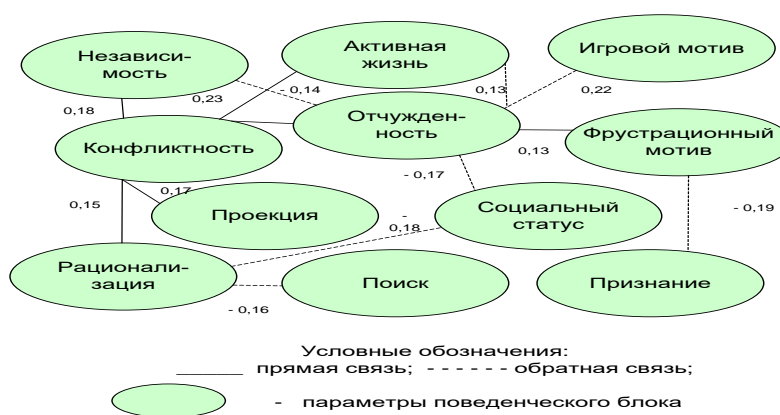 Активная
жизнь
Игровой мотив
Независи-
мость
- 0,14
0,13
0,22
0,18
0,23
Отчужден-
ность
Фрустрационный
мотив
Конфликтность
0,13
- 0,17
0,17
0,15
Проекция
Социальный
статус
- 0,19
-
0,18
Рационали-
зация
Поиск
Признание
- 0,16
Условные обозначения:
______ прямая связь; - - - - - - обратная связь;
- параметры поведенческого блока